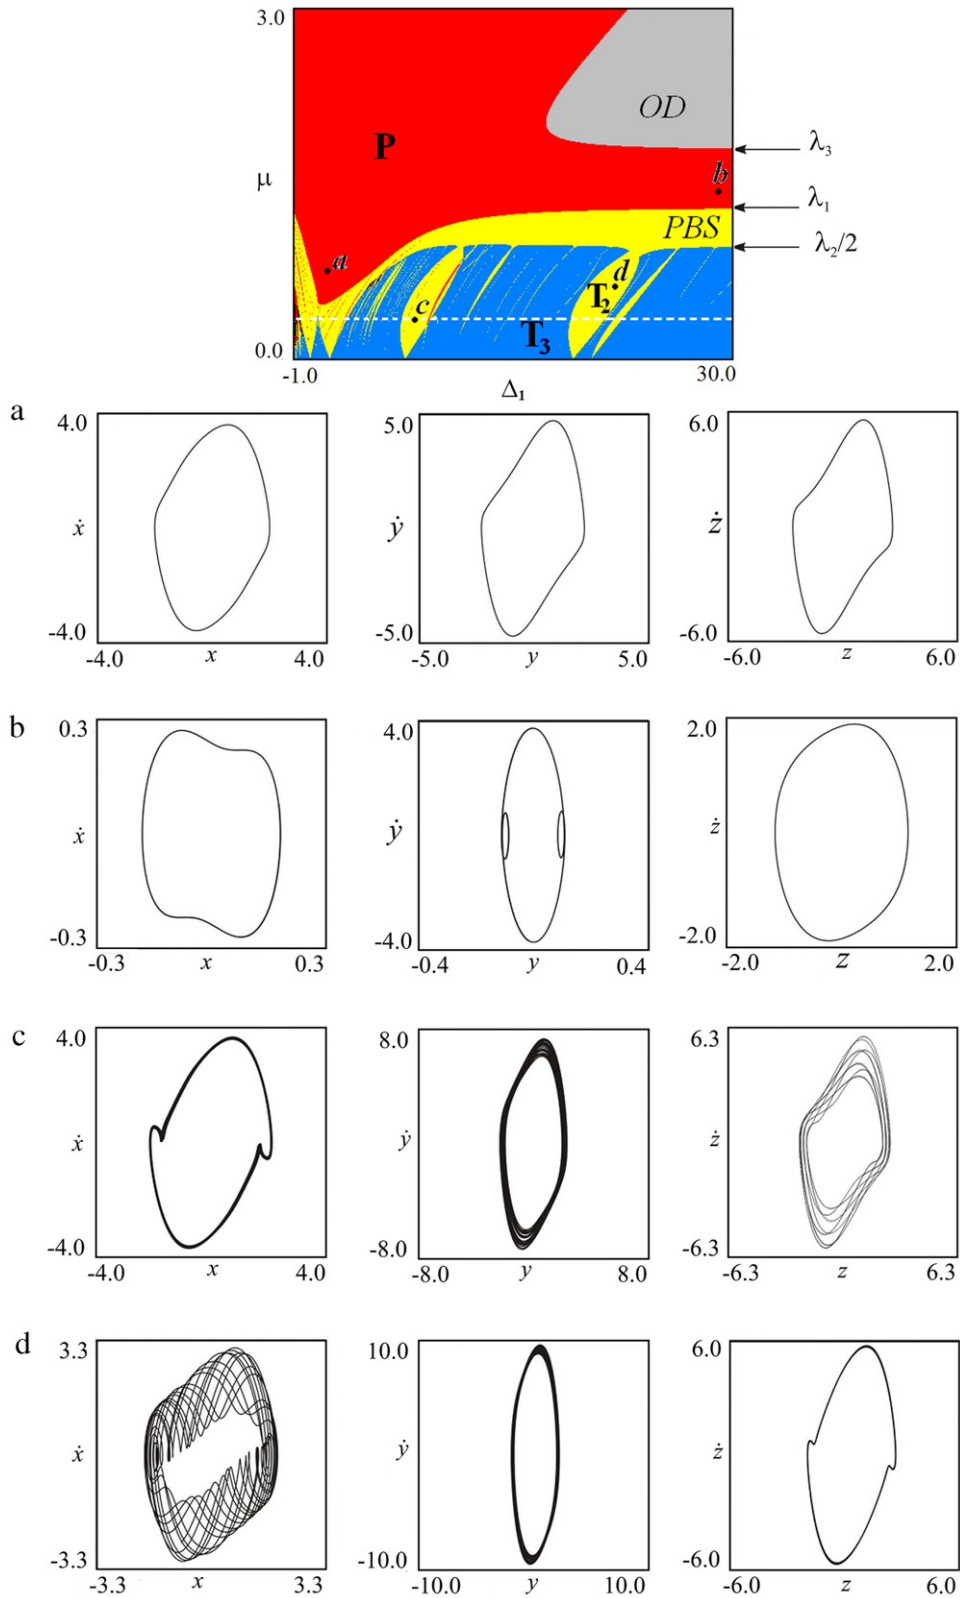 3.0
OD
P
λ₃
b
μ
λ₁
PBS
λ₂/2
a
d
T₂
c
T₃
0.0
-1.0
30.0
Δ₁
a
4.0
5.0
6.0
ẋ
ẏ
ż
-4.0
-5.0
-6.0
-4.0 x 4.0
-5.0 y 5.0
-6.0 z 6.0
b
0.3
4.0
2.0
ẋ
ẏ
ż
-0.3
-4.0
-2.0
-0.3 x 0.3
-0.4 y 0.4
-2.0 z 2.0
c
4.0
8.0
6.3
ẋ
ẏ
ż
-4.0
-8.0
-6.3
-4.0 x 4.0
-8.0 y 8.0
-6.3 z 6.3
d
3.3
10.0
6.0
ẋ
ẏ
ż
-3.3
-10.0
-6.0
-3.3 x 3.3
-10.0 y 10.0
-6.0 z 6.0